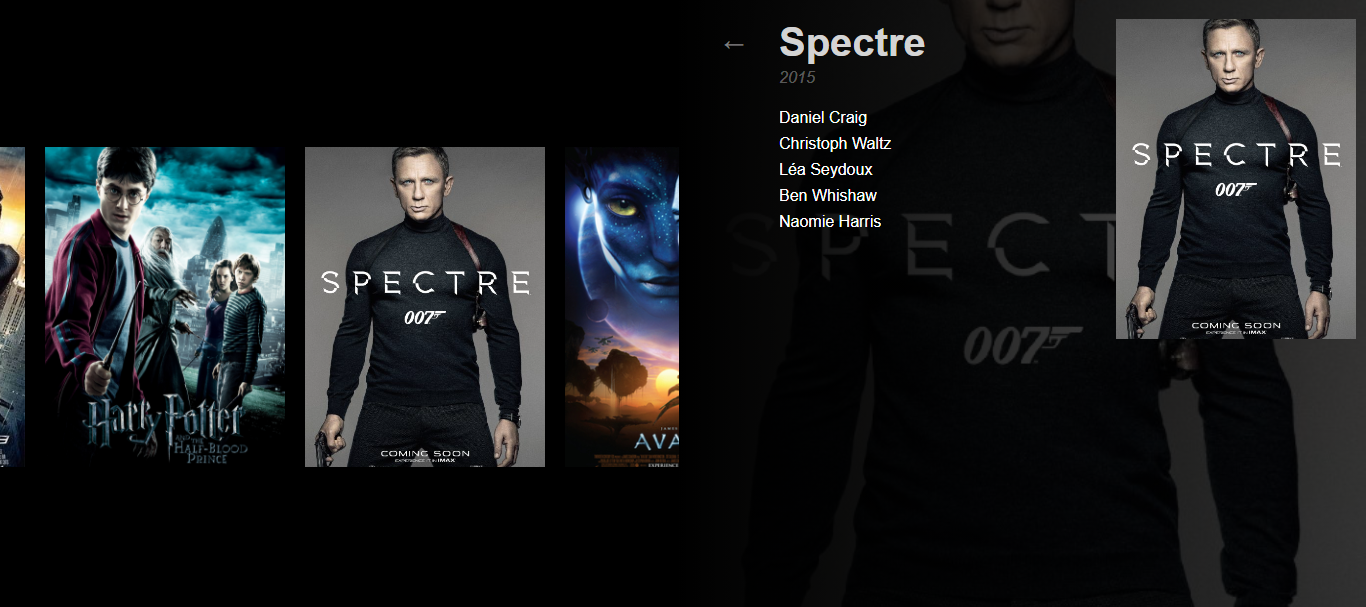 Harry Potter
AND THE
HALF-BLOOD
PRINCE
SPECTRE
007
COMING SOON
EXPERIENCE IT IN IMAX
AVA
←
Spectre
2015
Daniel Craig
Christoph Waltz
Léa Seydoux
Ben Whishaw
Naomie Harris
SPECT
007
SPECTRE
007
COMING SOON
EXPERIENCE IT IN IMAX